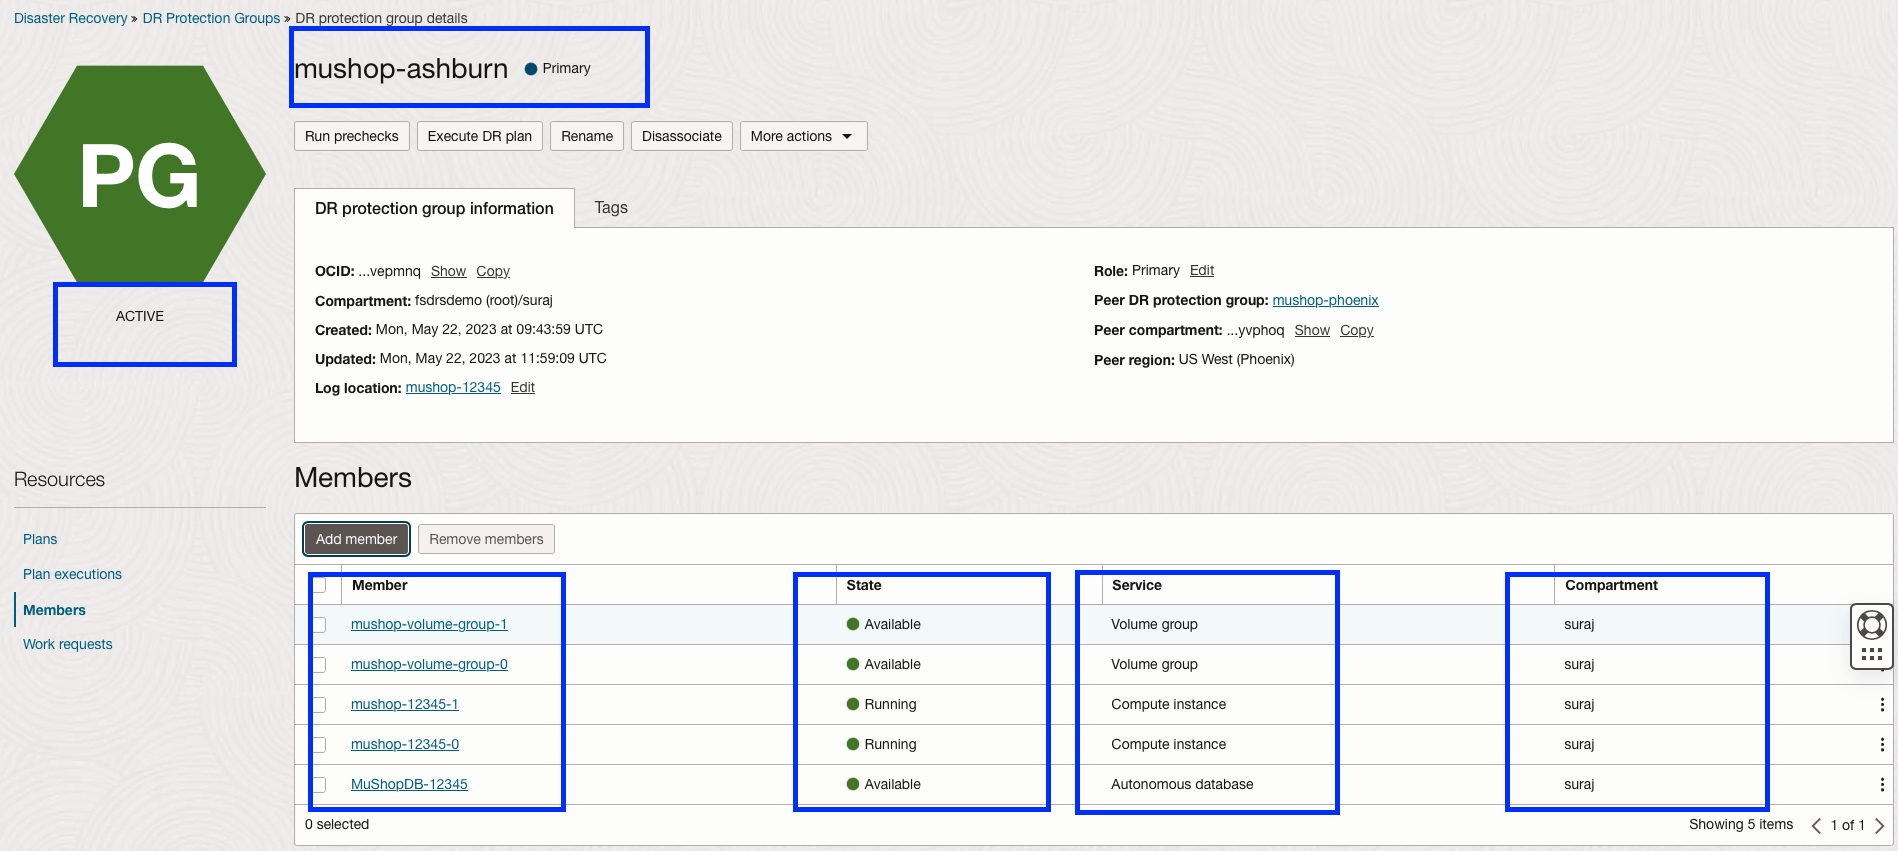 Disaster Recovery » DR Protection Groups » DR protection group details
PG
ACTIVE
mushop-ashburn Primary
Run prechecks Execute DR plan Rename Disassociate More actions
DR protection group information Tags
OCID: ...vepmnq Show Copy
Compartment: fsdrsdemo (root)/suraj
Created: Mon, May 22, 2023 at 09:43:59 UTC
Updated: Mon, May 22, 2023 at 11:59:09 UTC
Log location: mushop-12345 Edit
Role: Primary Edit
Peer DR protection group: mushop-phoenix
Peer compartment: ...yvphoq Show Copy
Peer region: US West (Phoenix)
Resources
Plans
Plan executions
Members
Work requests
Members
Add member Remove members
Member State Service Compartment
mushop-volume-group-1 Available Volume group suraj
mushop-volume-group-0 Available Volume group suraj
mushop-12345-1 Running Compute instance suraj
mushop-12345-0 Running Compute instance suraj
MuShopDB-12345 Available Autonomous database suraj
0 selected Showing 5 items 1 of 1